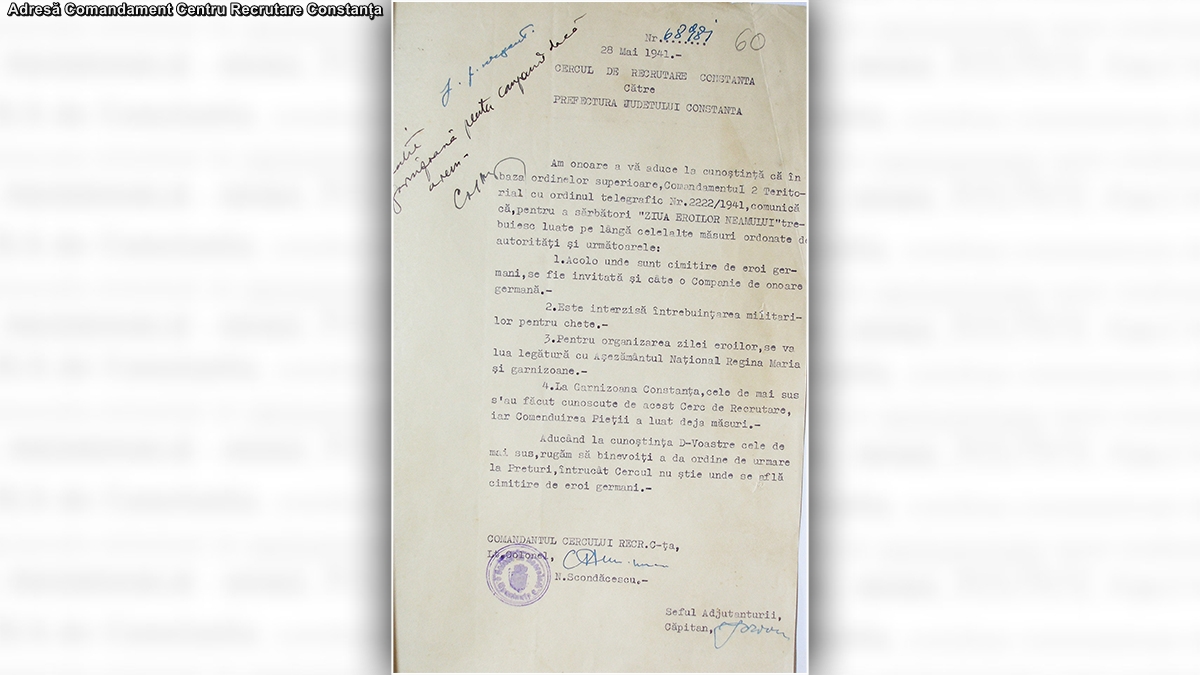 Adresă Comandament Centru Recrutare Constanța
Nr. 68981
60
28 Mai 1941.-
CERCUL DE RECRUTARE CONSTANTA
Către
PREFECTURA JUDETULUI CONSTANTA
pentru companie dacă
avem -
Am onoare a vă aduce la cunoștință că în
baza ordinelor superioare,Comandamentul 2 Terito-
rial cu ordinul telegrafic Nr.2222/1941,comunică
că,pentru a sărbători "ZIUA EROILOR NEAMULUI"tre-
buiesc luate pe lângă celelalte măsuri ordonate de
autorități și următoarele:
1.Acolo unde sunt cimitire de eroi ger-
mani,se fie invitată și câte o Companie de onoare
germană.-
2.Este interzisă întrebuințarea militari-
lor pentru chete.-
3.Pentru organizarea zilei eroilor,se va
lua legătură cu Așezământul Național Regina Maria
și garnizoane.-
4.La Garnizoana Constanța,cele de mai sus
s'au făcut cunoscute de acest Cerc de Recrutare,
iar Comenduirea Pieții a luat deja măsuri.-
Aducând la cunoștința D-Voastre cele de
mai sus,rugăm să binevoiți a da ordine de urmare
la Preturi,întrucât Cercul nu știe unde se află
cimitire de eroi germani.-
COMANDANTUL CERCULUI RECR.C-ța,
Lt.Colonel,
N.Scondăcescu.-
Seful Adjutanturii,
Căpitan,